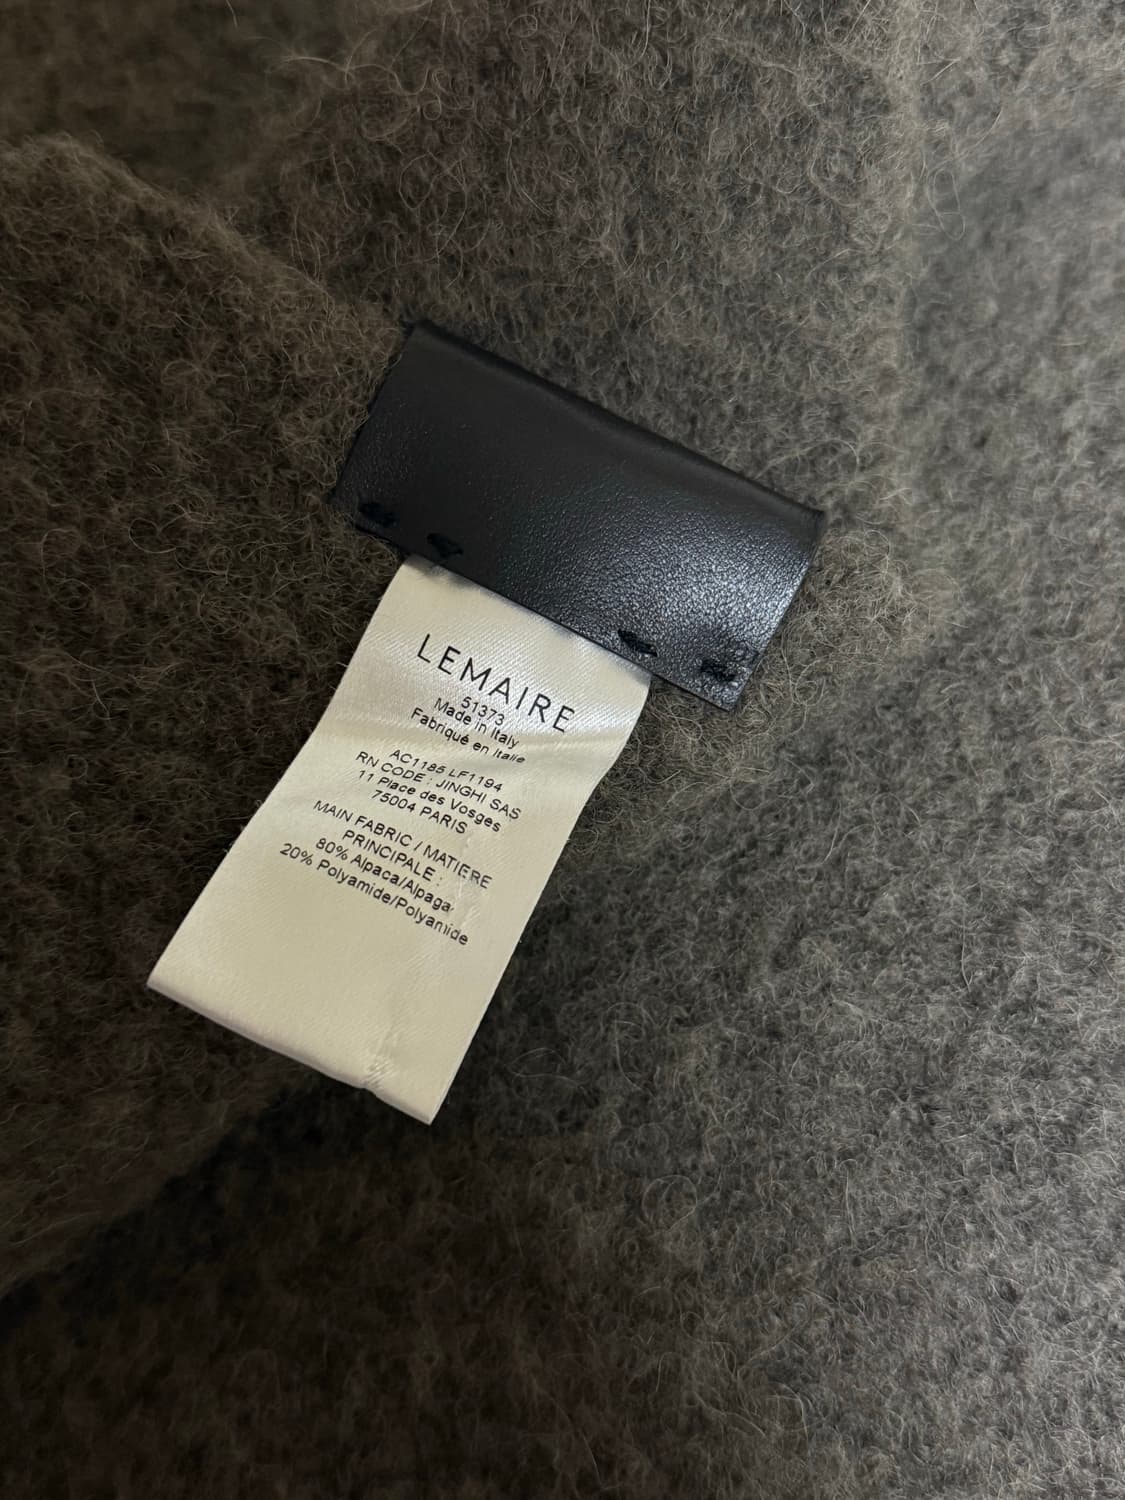 LEMAIRE
51373
Made in Italy
Fabriqué en Italie
AC1185 LF1194
RN CODE : JINGHI SAS
11 Place des Vosges
75004 PARIS
MAIN FABRIC / MATIERE
PRINCIPALE :
80% Alpaca/Alpaga
20% Polyamide/Polyamide